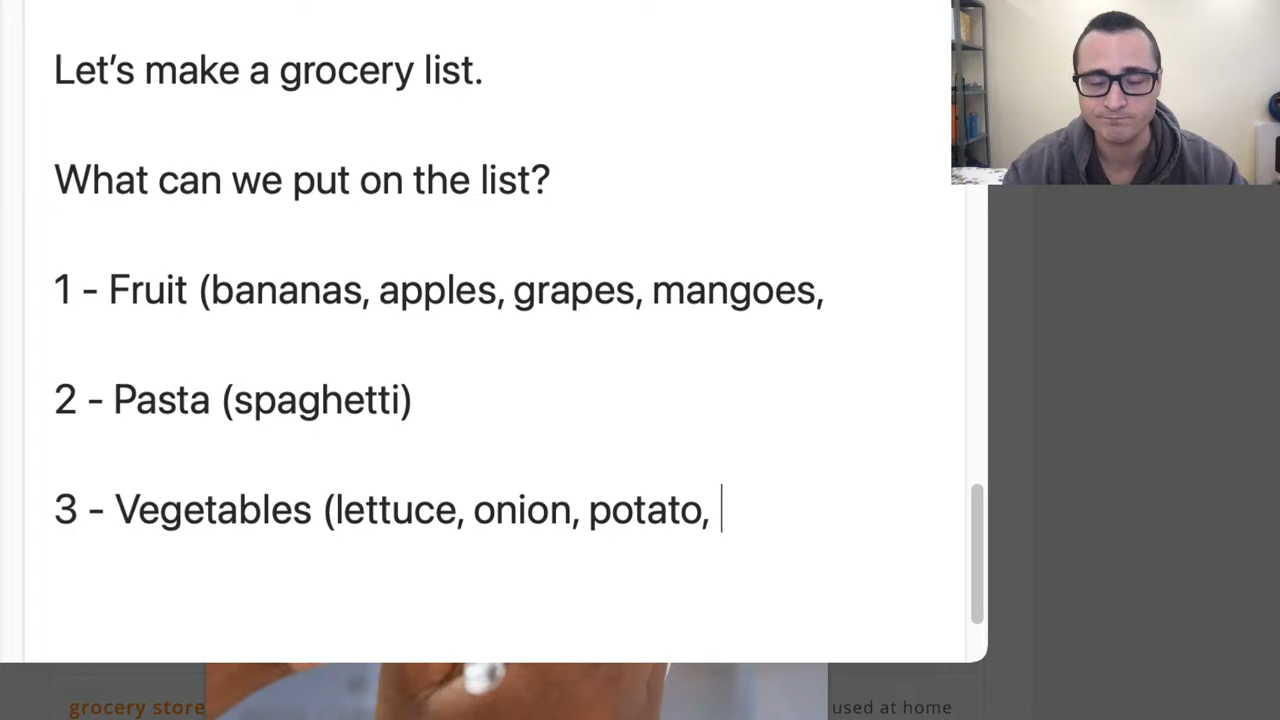 Let’s make a grocery list.
What can we put on the list?
1 - Fruit (bananas, apples, grapes, mangoes,
2 - Pasta (spaghetti)
3 - Vegetables (lettuce, onion, potato,
grocery store
used at home